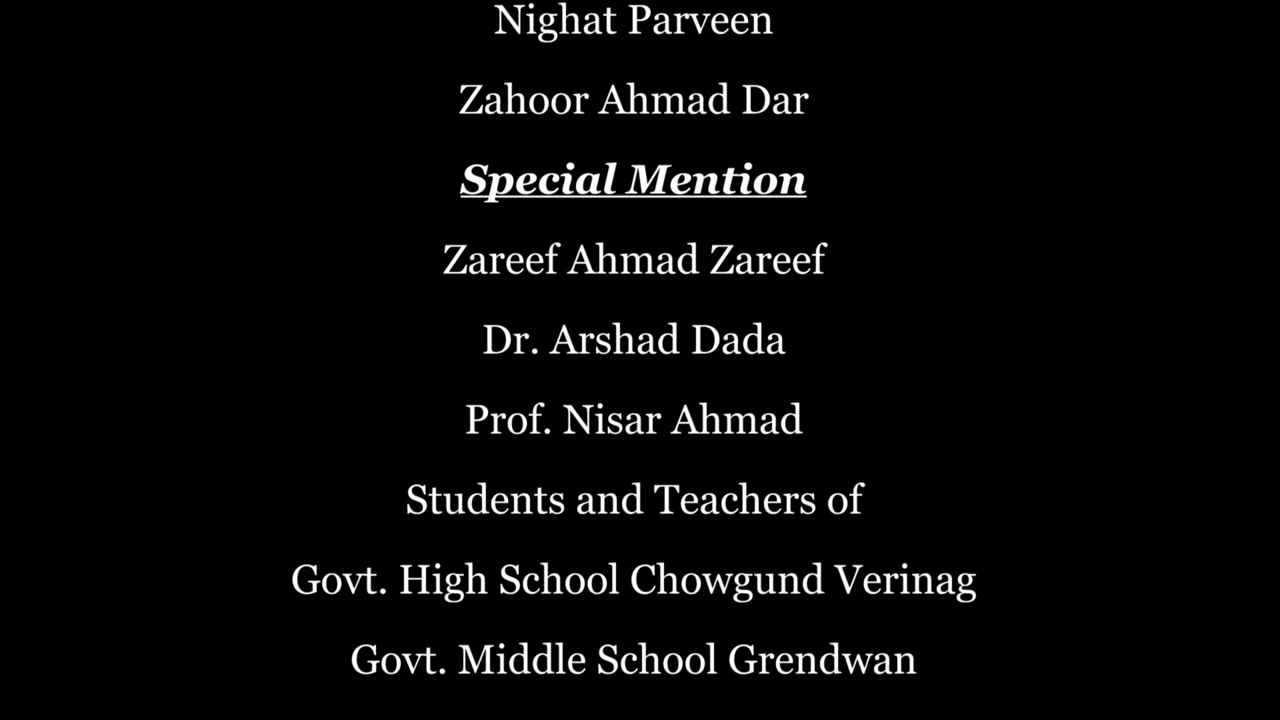 Nighat Parveen
Zahoor Ahmad Dar
Special Mention
Zareef Ahmad Zareef
Dr. Arshad Dada
Prof. Nisar Ahmad
Students and Teachers of
Govt. High School Chowgund Verinag
Govt. Middle School Grendwan